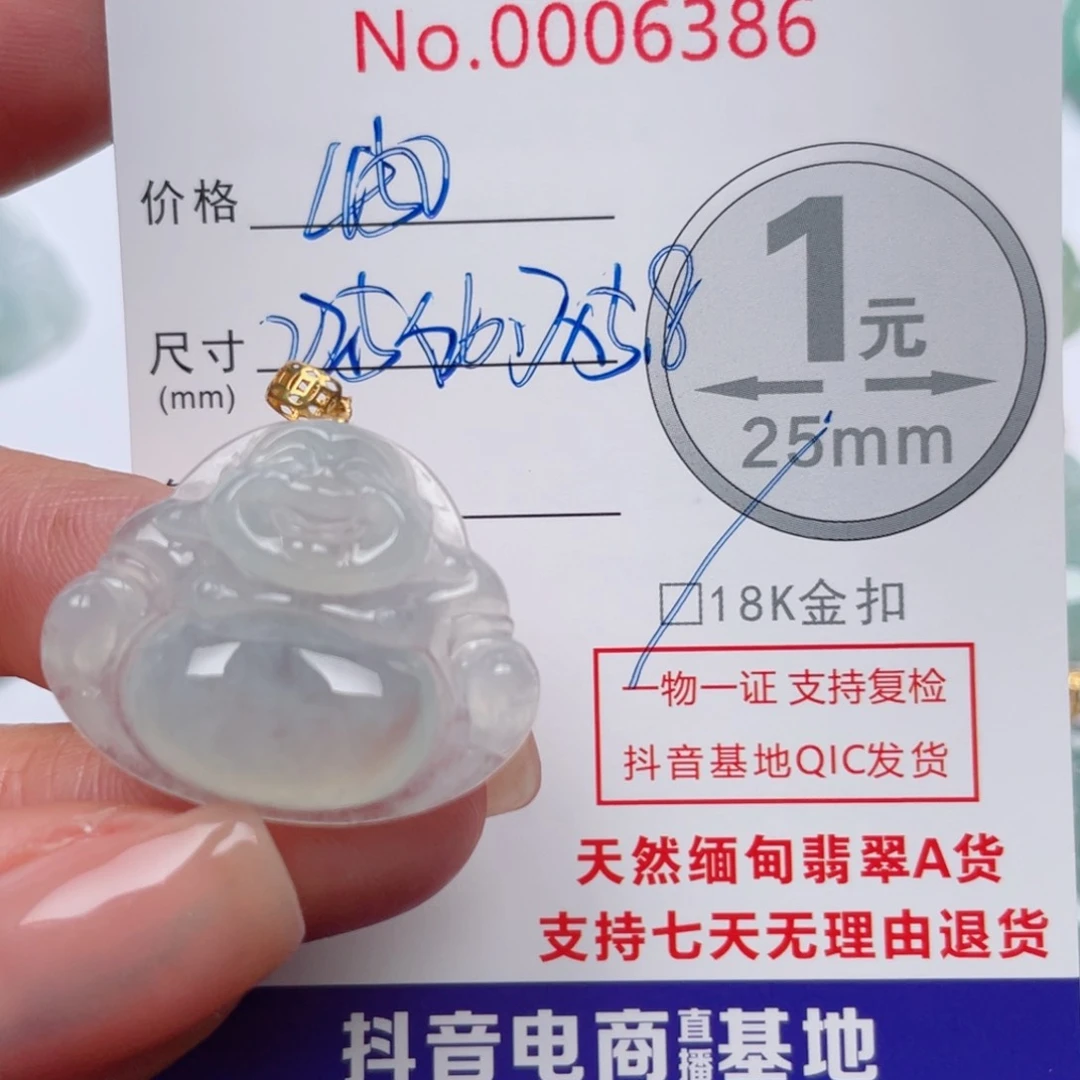 No.0006386
价格
尺寸
(mm)
1元
25mm
□18K金扣
一物一证 支持复检
抖音基地QIC发货
天然缅甸翡翠A货
支持七天无理由退货
抖音电商直播基地